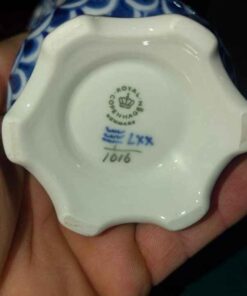 ROYAL
COPENHAGEN
DENMARK
LXX
1016